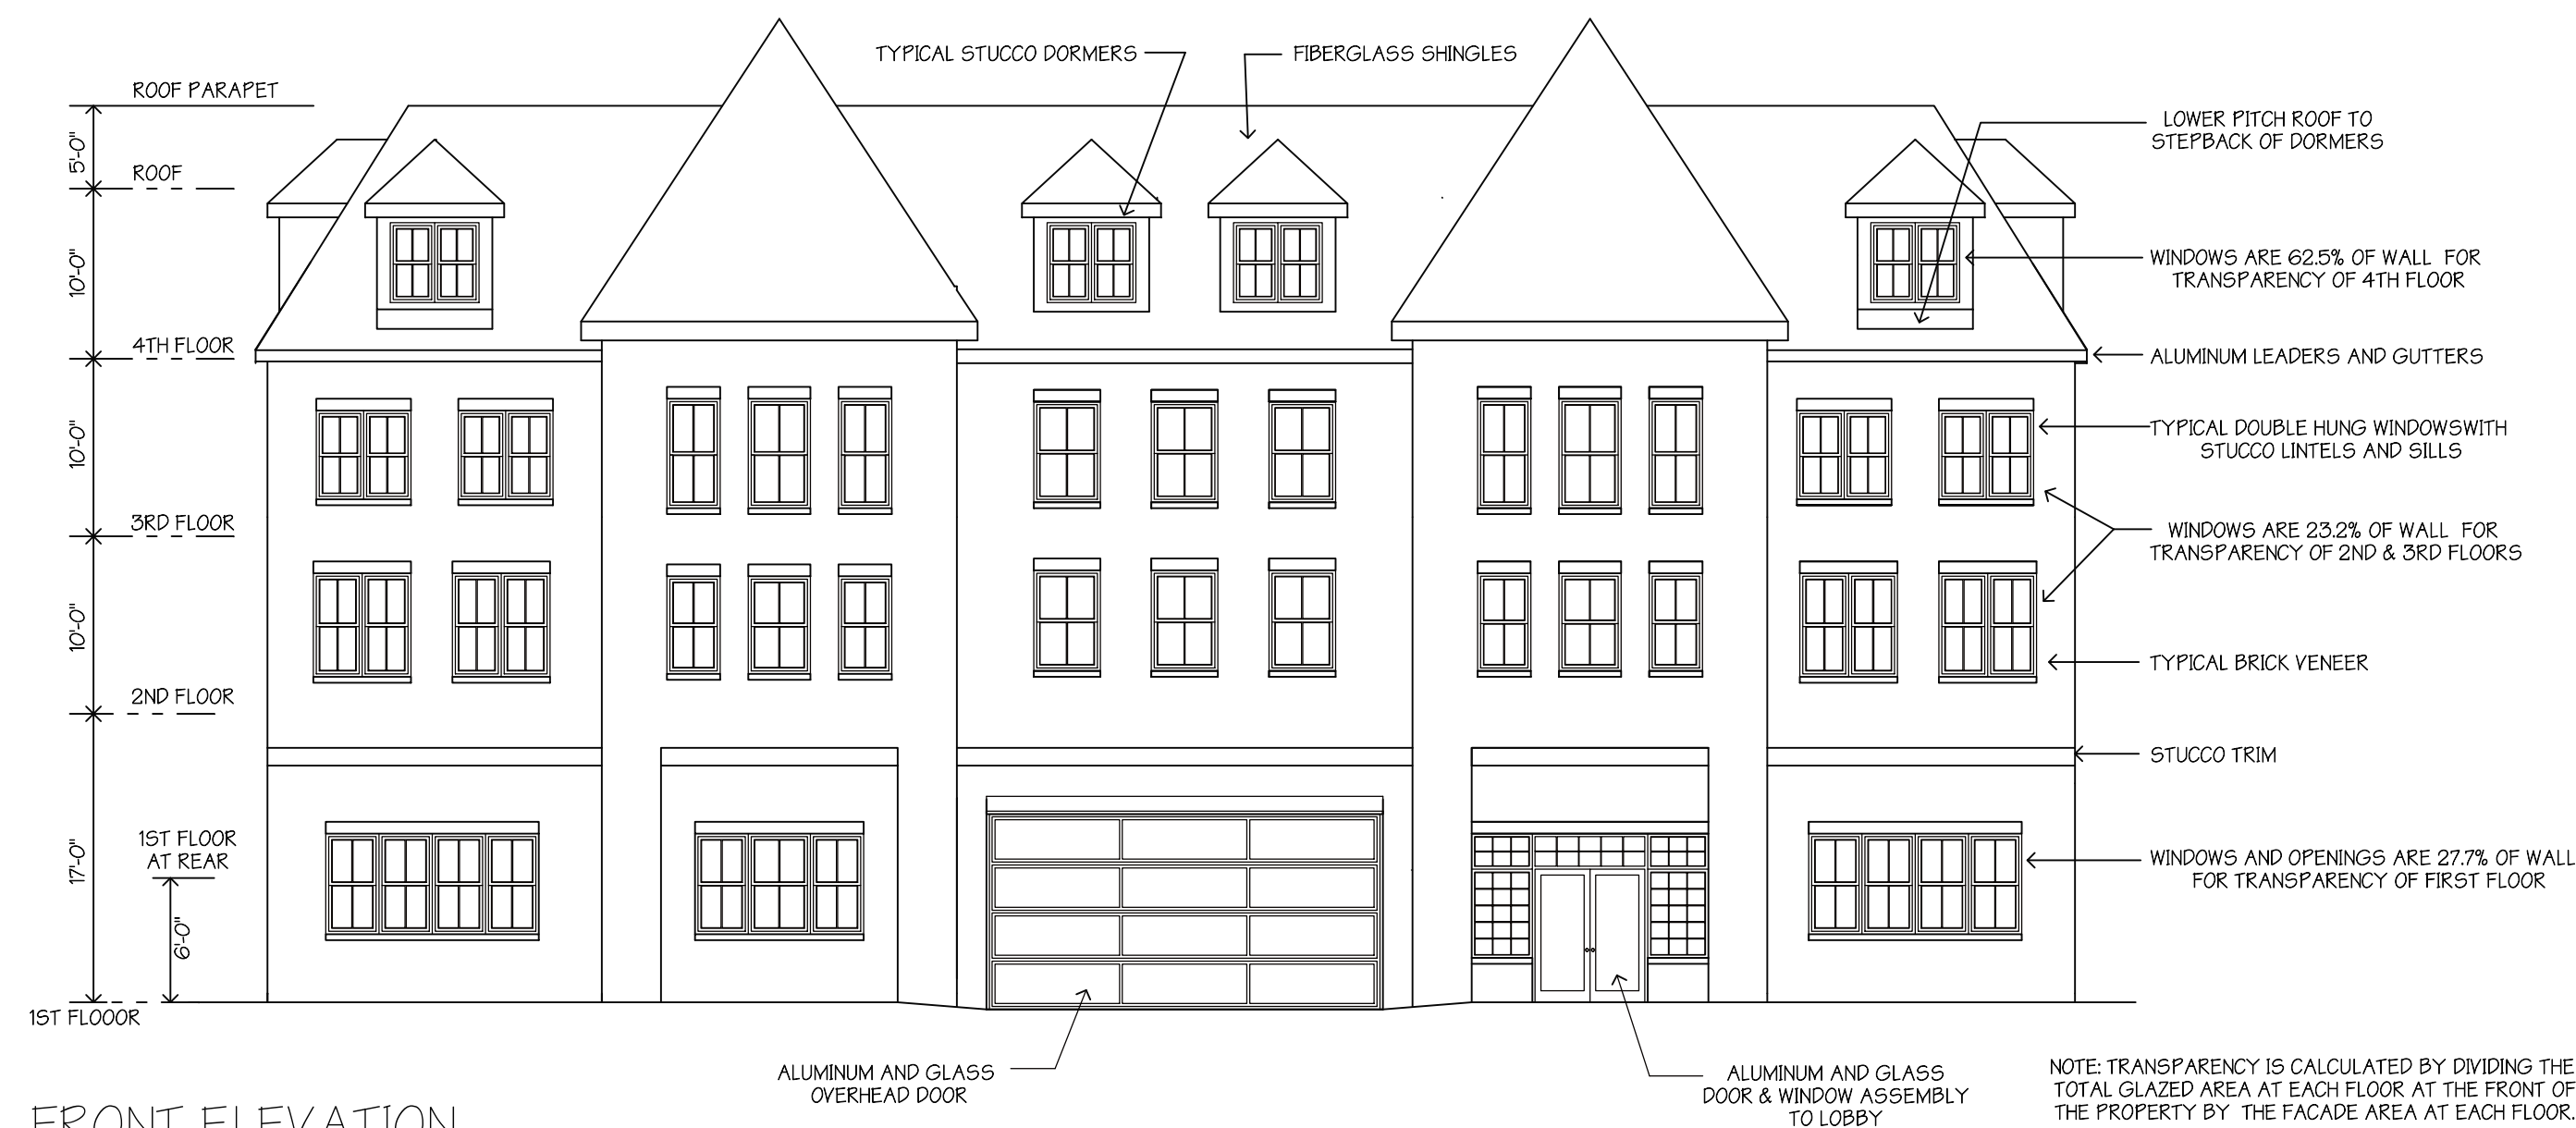 TYPICAL STUCCO DORMERS
FIBERGLASS SHINGLES
ROOF PARAPET
5'-0"
ROOF
10'-0"
4TH FLOOR
10'-0"
3RD FLOOR
10'-0"
2ND FLOOR
17'-0"
1ST FLOOR
AT REAR
6'-0"
1ST FLOOOR
LOWER PITCH ROOF TO
STEPBACK OF DORMERS
WINDOWS ARE 62.5% OF WALL FOR
TRANSPARENCY OF 4TH FLOOR
ALUMINUM LEADERS AND GUTTERS
TYPICAL DOUBLE HUNG WINDOWSWITH
STUCCO LINTELS AND SILLS
WINDOWS ARE 23.2% OF WALL FOR
TRANSPARENCY OF 2ND & 3RD FLOORS
TYPICAL BRICK VENEER
STUCCO TRIM
WINDOWS AND OPENINGS ARE 27.7% OF WALL
FOR TRANSPARENCY OF FIRST FLOOR
ALUMINUM AND GLASS
OVERHEAD DOOR
ALUMINUM AND GLASS
DOOR & WINDOW ASSEMBLY
TO LOBBY
NOTE: TRANSPARENCY IS CALCULATED BY DIVIDING THE
TOTAL GLAZED AREA AT EACH FLOOR AT THE FRONT OF
THE PROPERTY BY THE FACADE AREA AT EACH FLOOR.
FRONT ELEVATION